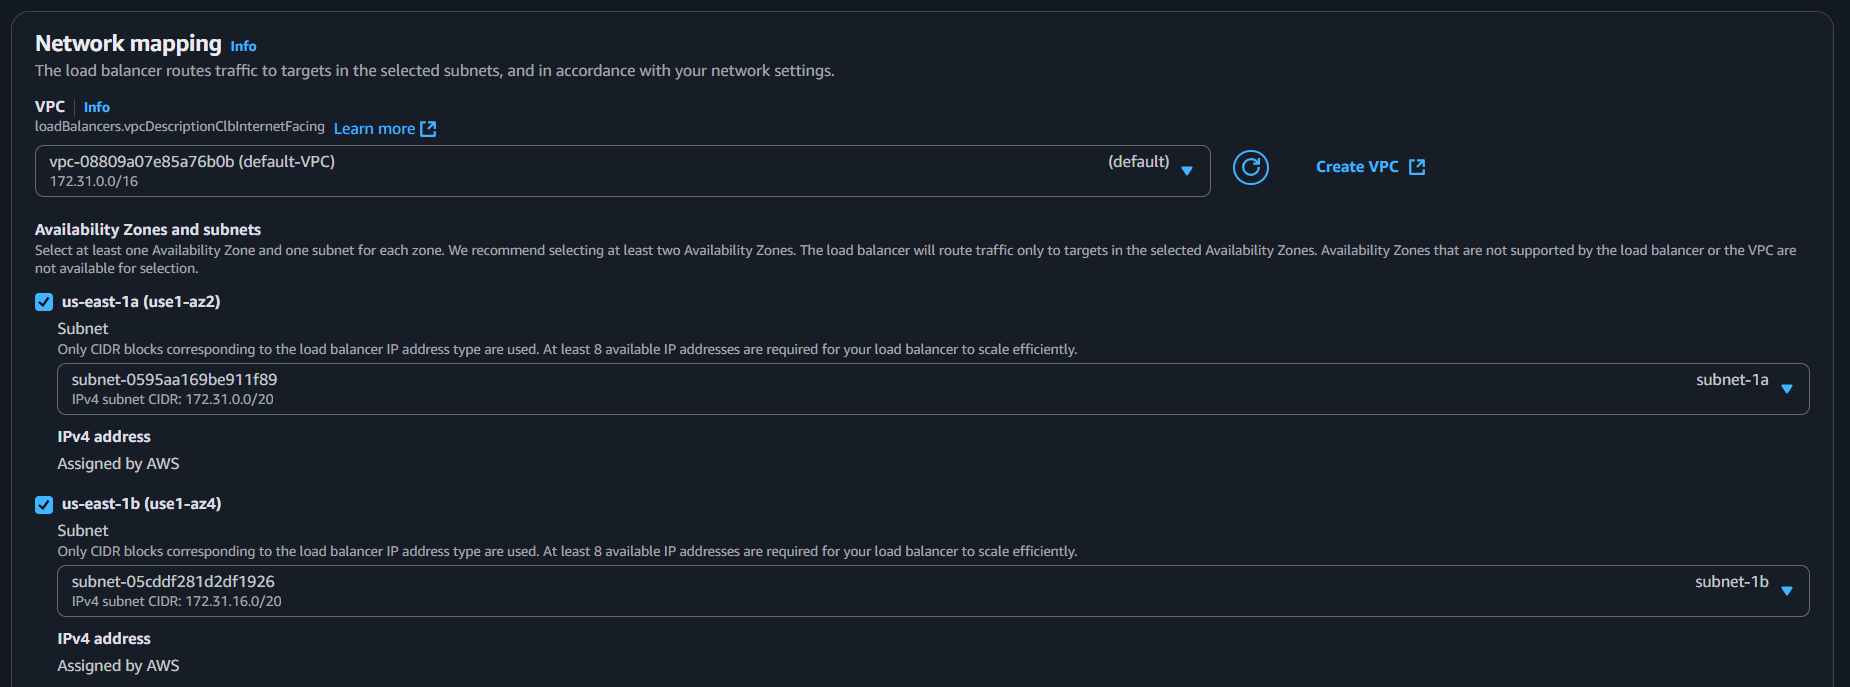 Network mapping Info
The load balancer routes traffic to targets in the selected subnets, and in accordance with your network settings.
VPC Info
loadBalancers.vpcDescriptionClbInternetFacing Learn more
vpc-08809a07e85a76b0b (default-VPC) (default)
172.31.0.0/16
Create VPC
Availability Zones and subnets
Select at least one Availability Zone and one subnet for each zone. We recommend selecting at least two Availability Zones. The load balancer will route traffic only to targets in the selected Availability Zones. Availability Zones that are not supported by the load balancer or the VPC are
not available for selection.
us-east-1a (use1-az2)
Subnet
Only CIDR blocks corresponding to the load balancer IP address type are used. At least 8 available IP addresses are required for your load balancer to scale efficiently.
subnet-0595aa169be911f89 subnet-1a
IPv4 subnet CIDR: 172.31.0.0/20
IPv4 address
Assigned by AWS
us-east-1b (use1-az4)
Subnet
Only CIDR blocks corresponding to the load balancer IP address type are used. At least 8 available IP addresses are required for your load balancer to scale efficiently.
subnet-05cddf281d2df1926 subnet-1b
IPv4 subnet CIDR: 172.31.16.0/20
IPv4 address
Assigned by AWS